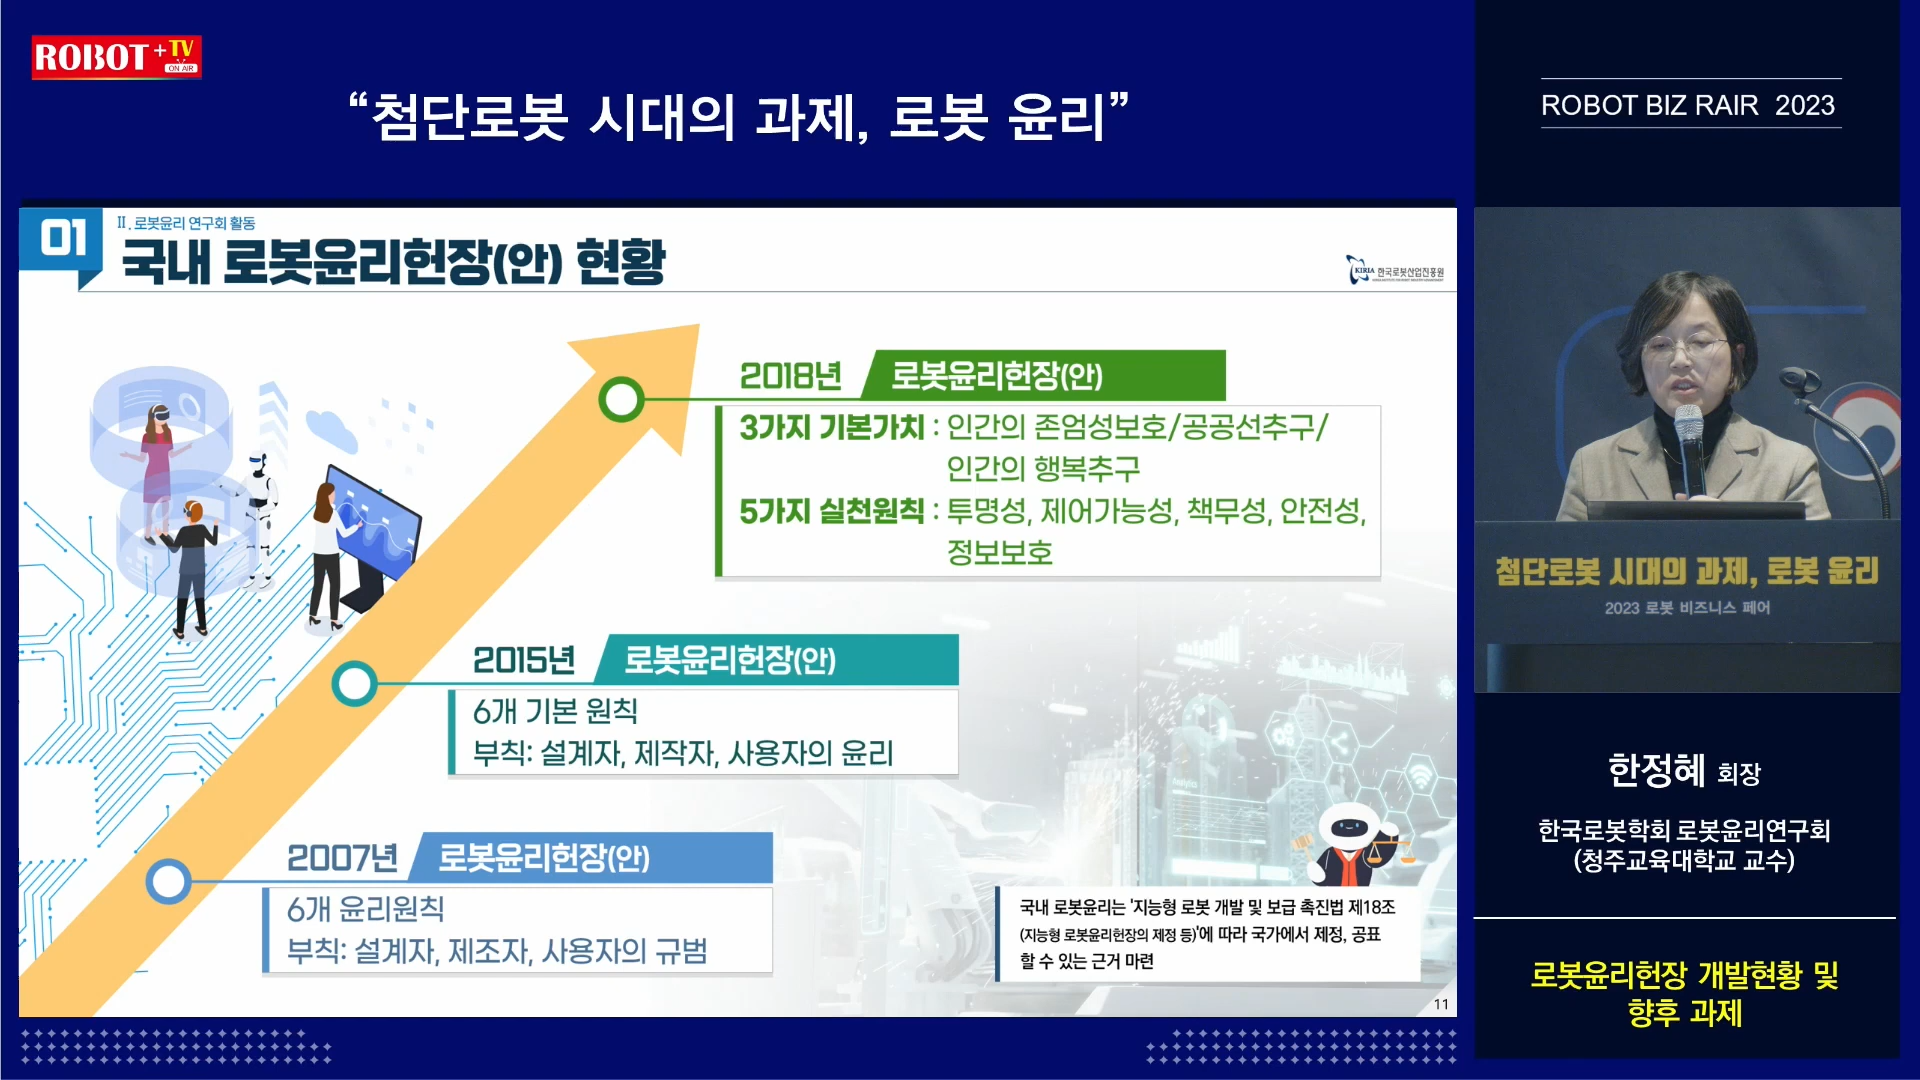 ROBOT+TV
ON AIR
“첨단로봇 시대의 과제, 로봇 윤리”
ROBOT BIZ RAIR 2023
01
Ⅱ. 로봇윤리 연구회 활동
국내 로봇윤리헌장(안) 현황
KIRIA 한국로봇산업진흥원
2018년 로봇윤리헌장(안)
3가지 기본가치 : 인간의 존엄성보호/공공선추구/
인간의 행복추구
5가지 실천원칙 : 투명성, 제어가능성, 책무성, 안전성,
정보보호
2015년 로봇윤리헌장(안)
6개 기본 원칙
부칙: 설계자, 제작자, 사용자의 윤리
2007년 로봇윤리헌장(안)
6개 윤리원칙
부칙: 설계자, 제조자, 사용자의 규범
국내 로봇윤리는 '지능형 로봇 개발 및 보급 촉진법 제18조
(지능형 로봇윤리헌장의 제정 등)'에 따라 국가에서 제정, 공표
할 수 있는 근거 마련
11
첨단로봇 시대의 과제, 로봇 윤리
2023 로봇 비즈니스 페어
한정혜 회장
한국로봇학회 로봇윤리연구회
(청주교육대학교 교수)
로봇윤리헌장 개발현황 및
향후 과제